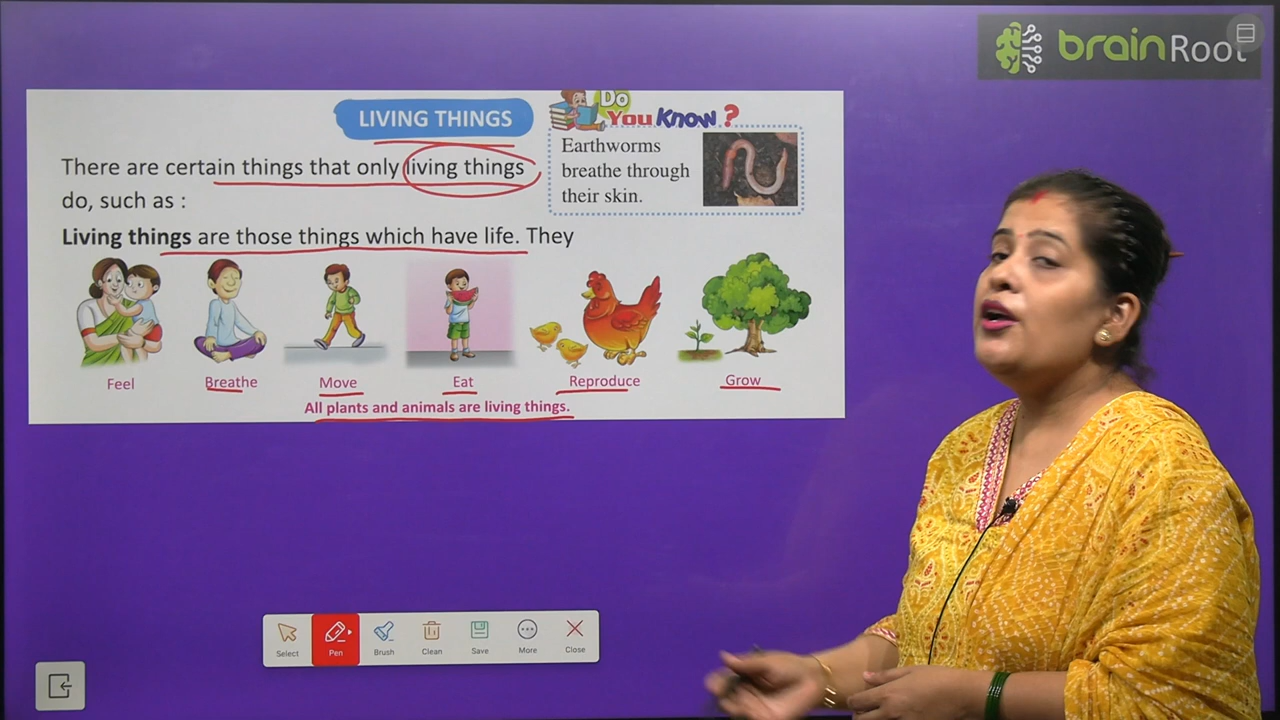 brainRoot
LIVING THINGS
Do
You Know ?
There are certain things that only living things
do, such as :
Earthworms
breathe through
their skin.
Living things are those things which have life. They
Feel Breathe Move Eat Reproduce Grow
All plants and animals are living things.
Select Pen Brush Clean Save More Close